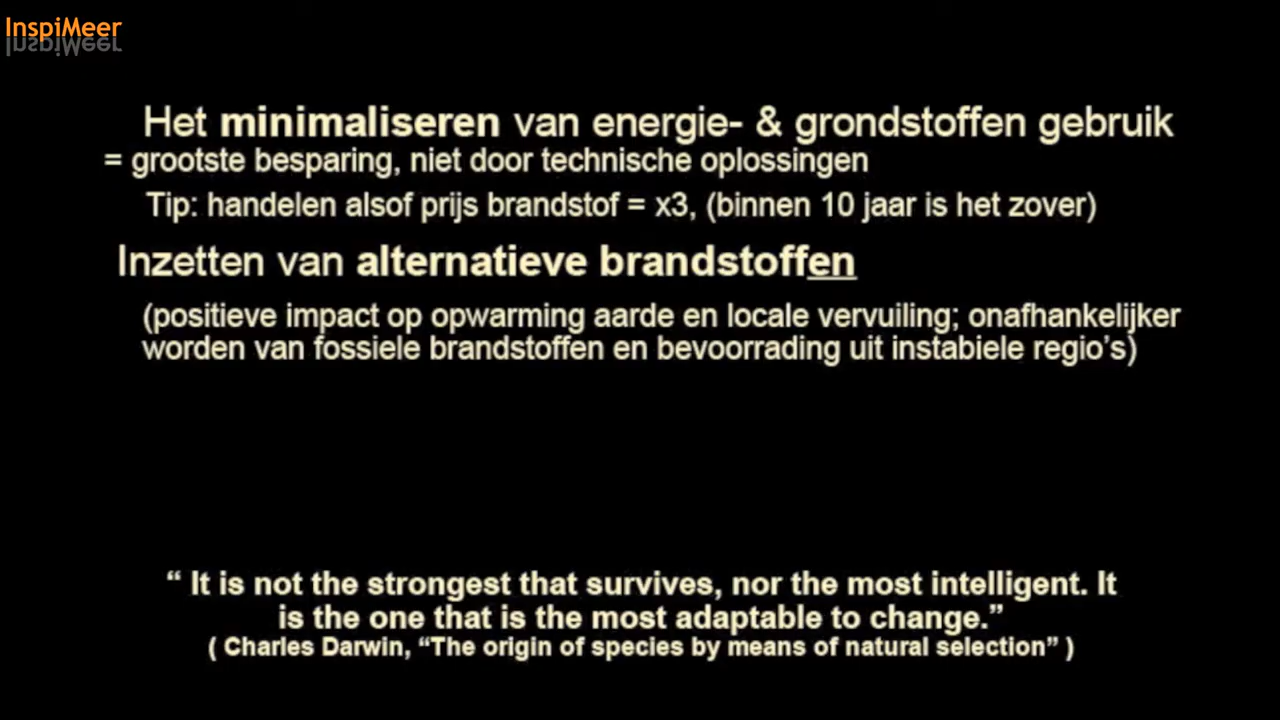 InspiMeer
Het minimaliseren van energie- & grondstoffen gebruik
= grootste besparing, niet door technische oplossingen
Tip: handelen alsof prijs brandstof = x3, (binnen 10 jaar is het zover)
Inzetten van alternatieve brandstoffen
(positieve impact op opwarming aarde en locale vervuiling; onafhankelijker
worden van fossiele brandstoffen en bevoorrading uit instabiele regio's)
“ It is not the strongest that survives, nor the most intelligent. It
is the one that is the most adaptable to change.”
( Charles Darwin, “The origin of species by means of natural selection” )